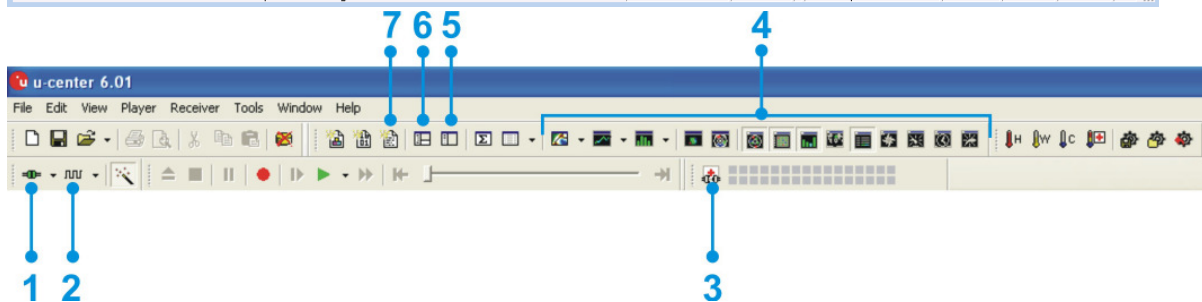 7 6 5 4
u u-center 6.01
File Edit View Player Receiver Tools Window Help
Σ H W C
1 2 3